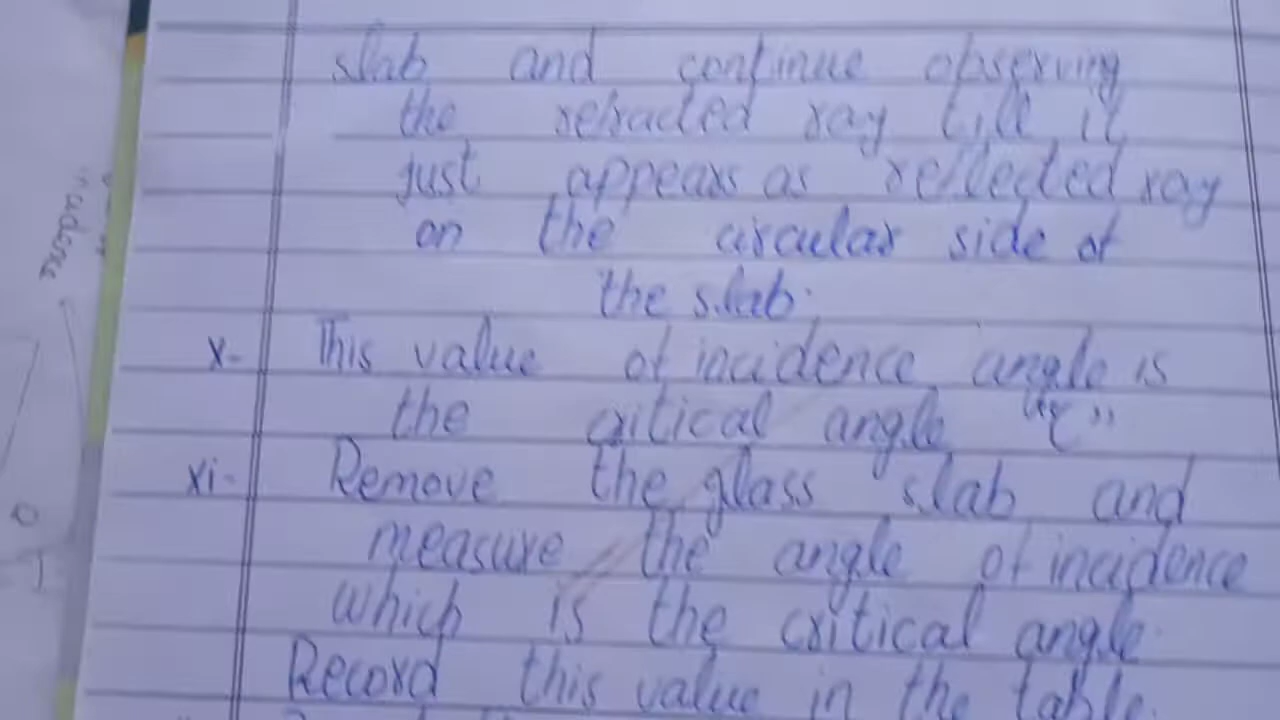 slab and continue observing
the refracted ray till it
just appears as reflected ray
on the circular side of
the slab.
x- This value of incidence angle is
the critical angle "c"
xi- Remove the glass slab and
measure the angle of incidence
which is the critical angle.
Record this value in the table.